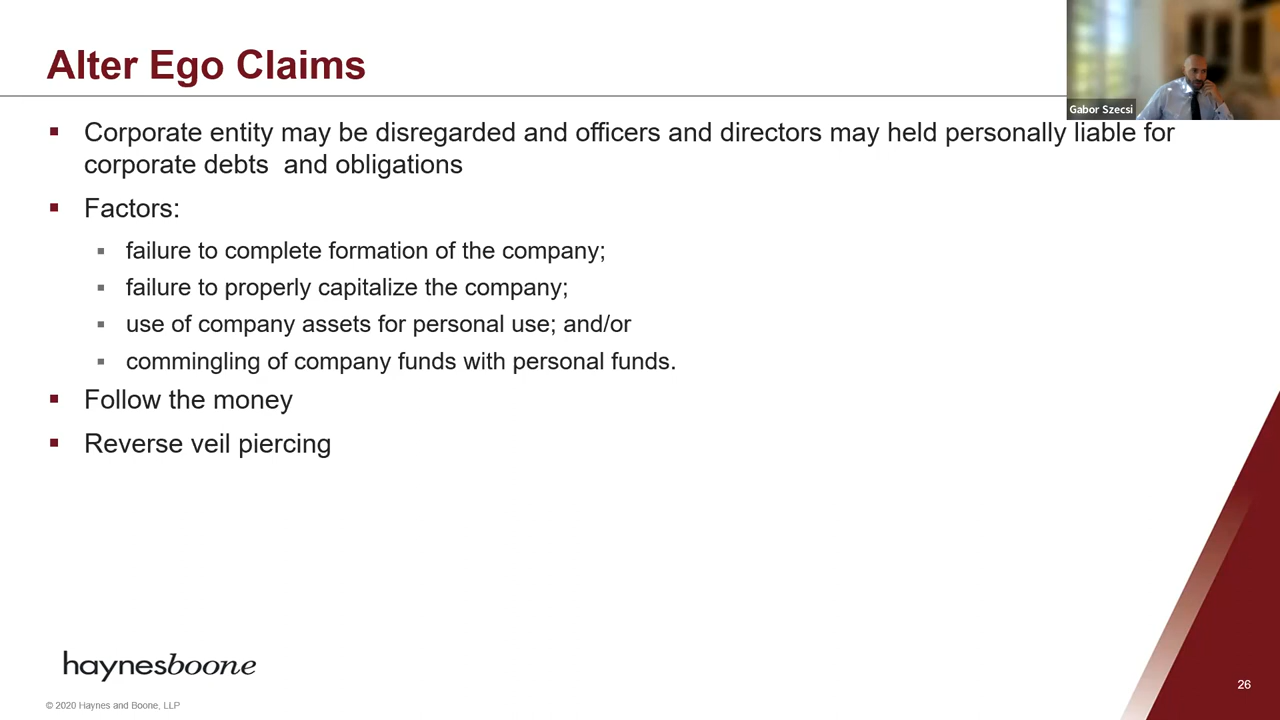 Alter Ego Claims
Gabor Szecsi
Corporate entity may be disregarded and officers and directors may held personally liable for
corporate debts  and obligations
Factors:
failure to complete formation of the company;
failure to properly capitalize the company;
use of company assets for personal use; and/or
commingling of company funds with personal funds.
Follow the money
Reverse veil piercing
haynesboone
© 2020 Haynes and Boone, LLP
26